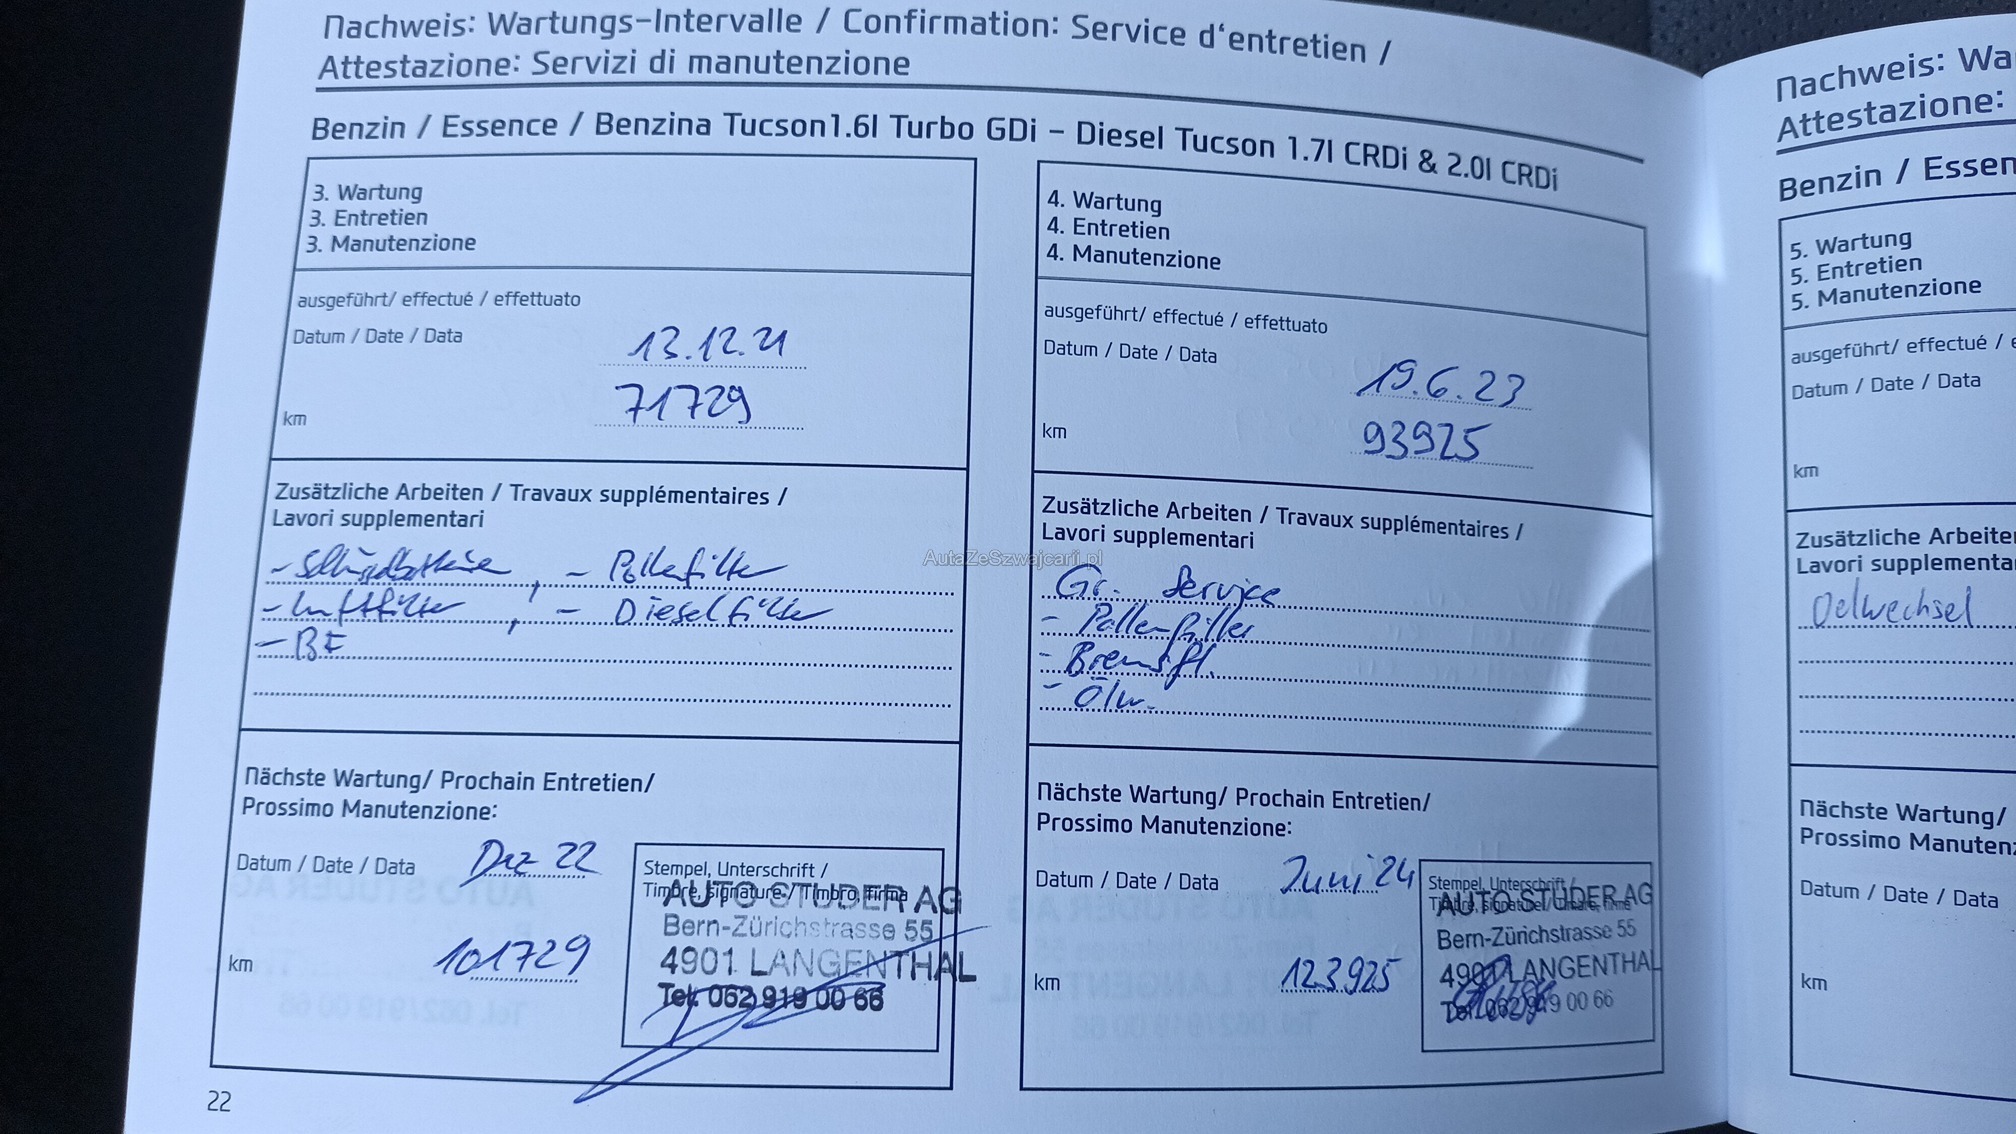 Nachweis: Wartungs-Intervalle / Confirmation: Service d'entretien /
Attestazione: Servizi di manutenzione
Benzin / Essence / Benzina Tucson1.6l Turbo GDi – Diesel Tucson 1.7l CRDi & 2.0l CRDi
3. Wartung
3. Entretien
3. Manutenzione
ausgeführt/ effectué / effettuato
Datum / Date / Data 13.12.21
km 71729
Zusätzliche Arbeiten / Travaux supplémentaires /
Lavori supplementari
- Pollenfilter
- Luftfilter, - Dieselfilter
- BF
Nächste Wartung/ Prochain Entretien/
Prossimo Manutenzione:
Datum / Date / Data Dez 22
km 101729
Stempel, Unterschrift /
Timbre, signature/Timbro, firma
AUTO STUDER AG
Bern-Zürichstrasse 55
4901 LANGENTHAL
Tel. 062 919 00 66
22
4. Wartung
4. Entretien
4. Manutenzione
ausgeführt/ effectué / effettuato
Datum / Date / Data 19.6.23
km 93925
Zusätzliche Arbeiten / Travaux supplémentaires /
Lavori supplementari
Gr. Service
- Pollenfilter
- Bremsfl.
- Ölw.
Nächste Wartung/ Prochain Entretien/
Prossimo Manutenzione:
Datum / Date / Data Juni 24
km 123925
Stempel, Unterschrift /
AUTO STUDER AG
Bern-Zürichstrasse 55
4901 LANGENTHAL
Tel. 062 919 00 66
AutaZeSzwajcarii.pl
Nachweis: Wa
Attestazione:
Benzin / Essen
5. Wartung
5. Entretien
5. Manutenzione
ausgeführt/ effectué / e
Datum / Date / Data
km
Zusätzliche Arbeite
Lavori supplementa
Oelwechsel
Nächste Wartung/
Prossimo Manuten
Datum / Date / Data
km